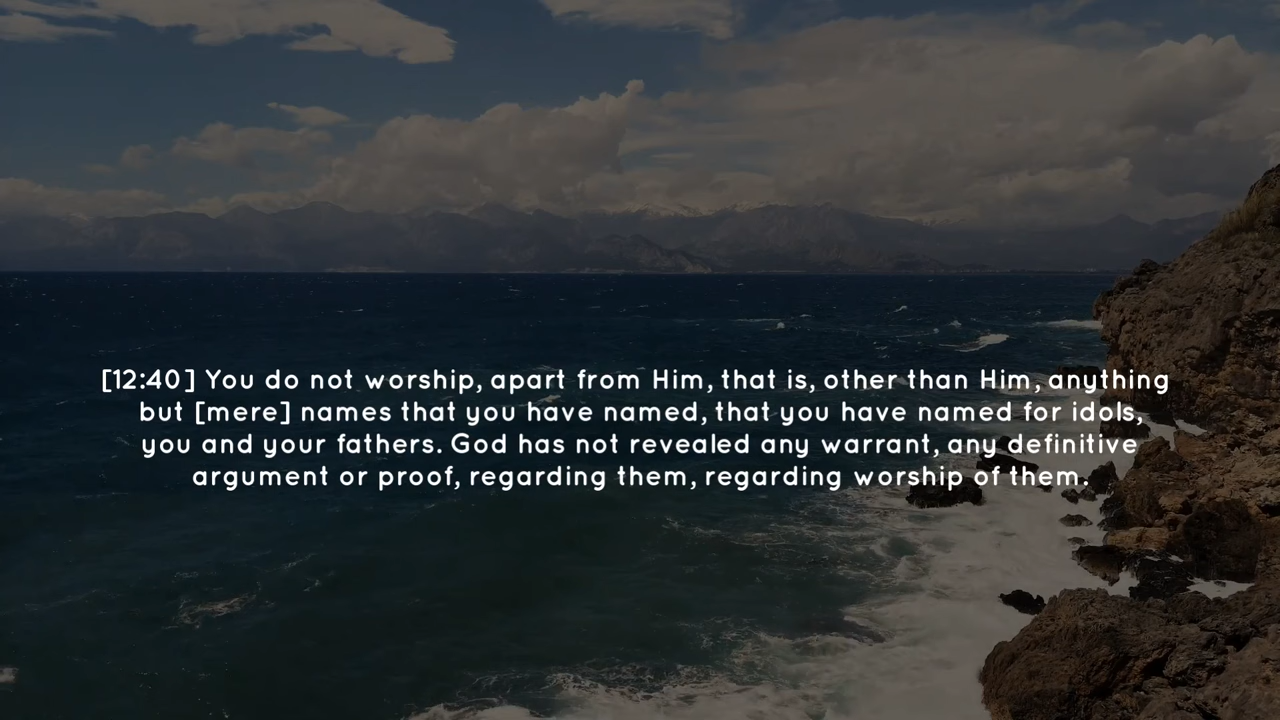 [12:40] You do not worship, apart from Him, that is, other than Him, anything
but [mere] names that you have named, that you have named for idols,
you and your fathers. God has not revealed any warrant, any definitive
argument or proof, regarding them, regarding worship of them.